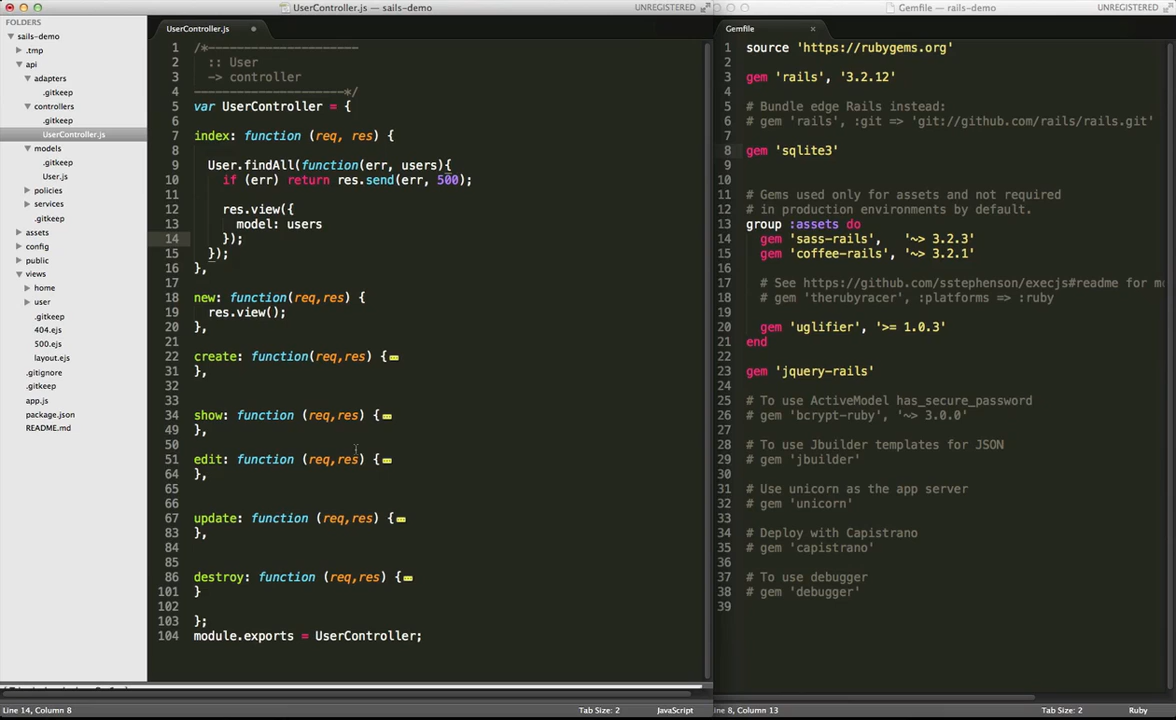 UserController.js — sails-demo
UNREGISTERED
FOLDERS
sails-demo
.tmp
api
adapters
.gitkeep
controllers
.gitkeep
UserController.js
models
.gitkeep
User.js
policies
services
.gitkeep
assets
config
public
views
home
user
.gitkeep
404.ejs
500.ejs
layout.ejs
.gitignore
.gitkeep
app.js
package.json
README.md
UserController.js
1 /*---------------------
2 :: User
3 -> controller
4 ---------------------*/
5 var UserController = {
6
7 index: function (req, res) {
8
9 User.findAll(function(err, users){
10 if (err) return res.send(err, 500);
11
12 res.view({
13 model: users
14 });
15 });
16 },
17
18 new: function(req,res) {
19 res.view();
20 },
21
22 create: function(req,res) {
31 },
32
33
34 show: function (req,res) {
49 },
50
51 edit: function (req,res) {
64 },
65
66
67 update: function (req,res) {
83 },
84
85
86 destroy: function (req,res) {
101 }
102
103 };
104 module.exports = UserController;
Line 14, Column 8
Tab Size: 2
JavaScript
Gemfile — rails-demo
UNREGISTERED
Gemfile
1 source 'https://rubygems.org'
2
3 gem 'rails', '3.2.12'
4
5 # Bundle edge Rails instead:
6 # gem 'rails', :git => 'git://github.com/rails/rails.git'
7
8 gem 'sqlite3'
9
10
11 # Gems used only for assets and not required
12 # in production environments by default.
13 group :assets do
14 gem 'sass-rails', '~> 3.2.3'
15 gem 'coffee-rails', '~> 3.2.1'
16
17 # See https://github.com/sstephenson/execjs#readme for m
18 # gem 'therubyracer', :platforms => :ruby
19
20 gem 'uglifier', '>= 1.0.3'
21 end
22
23 gem 'jquery-rails'
24
25 # To use ActiveModel has_secure_password
26 # gem 'bcrypt-ruby', '~> 3.0.0'
27
28 # To use Jbuilder templates for JSON
29 # gem 'jbuilder'
30
31 # Use unicorn as the app server
32 # gem 'unicorn'
33
34 # Deploy with Capistrano
35 # gem 'capistrano'
36
37 # To use debugger
38 # gem 'debugger'
39
ne 8, Column 13
Tab Size: 2
Ruby